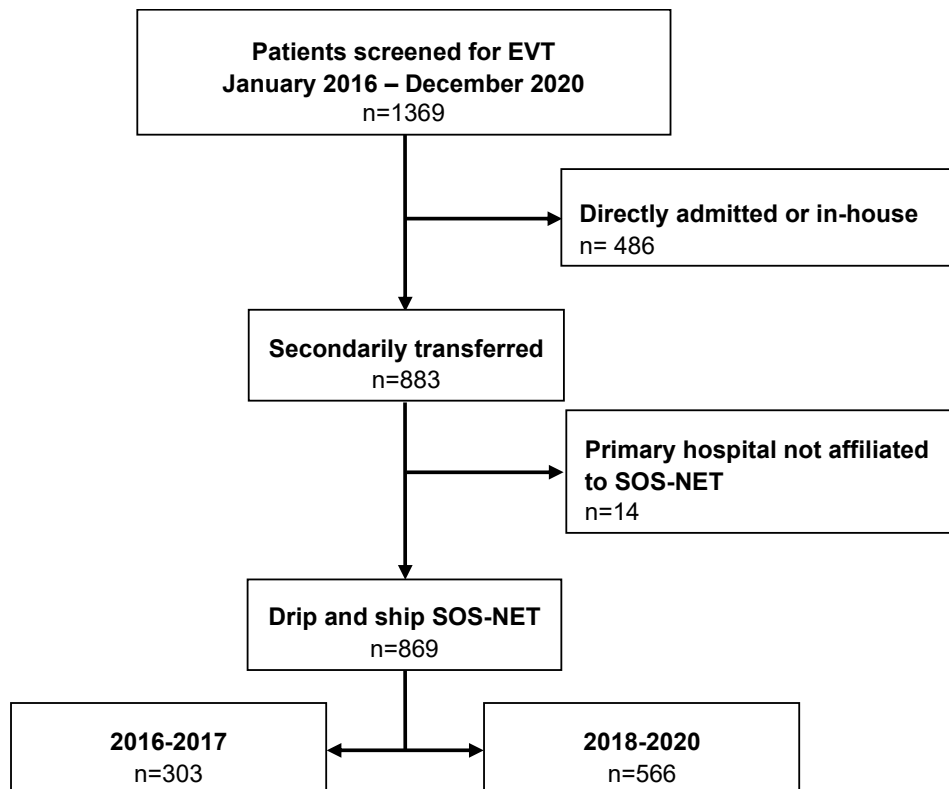 Patients screened for EVT
January 2016 – December 2020
n=1369
Directly admitted or in-house
n= 486
Secondarily transferred
n=883
Primary hospital not affiliated
to SOS-NET
n=14
Drip and ship SOS-NET
n=869
2016-2017
n=303
2018-2020
n=566